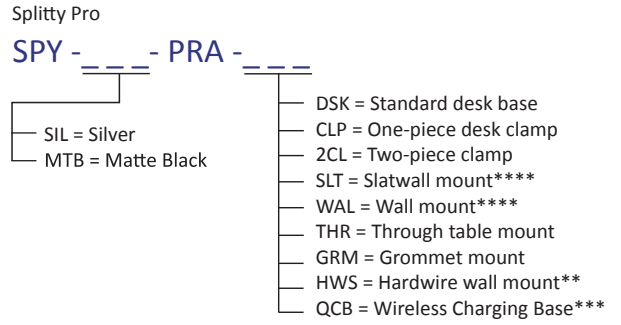 Splitty Pro
SPY - _ _ _ - PRA - _ _ _
SIL = Silver
MTB = Matte Black
DSK = Standard desk base
CLP = One-piece desk clamp
2CL = Two-piece clamp
SLT = Slatwall mount****
WAL = Wall mount****
THR = Through table mount
GRM = Grommet mount
HWS = Hardwire wall mount**
QCB = Wireless Charging Base***